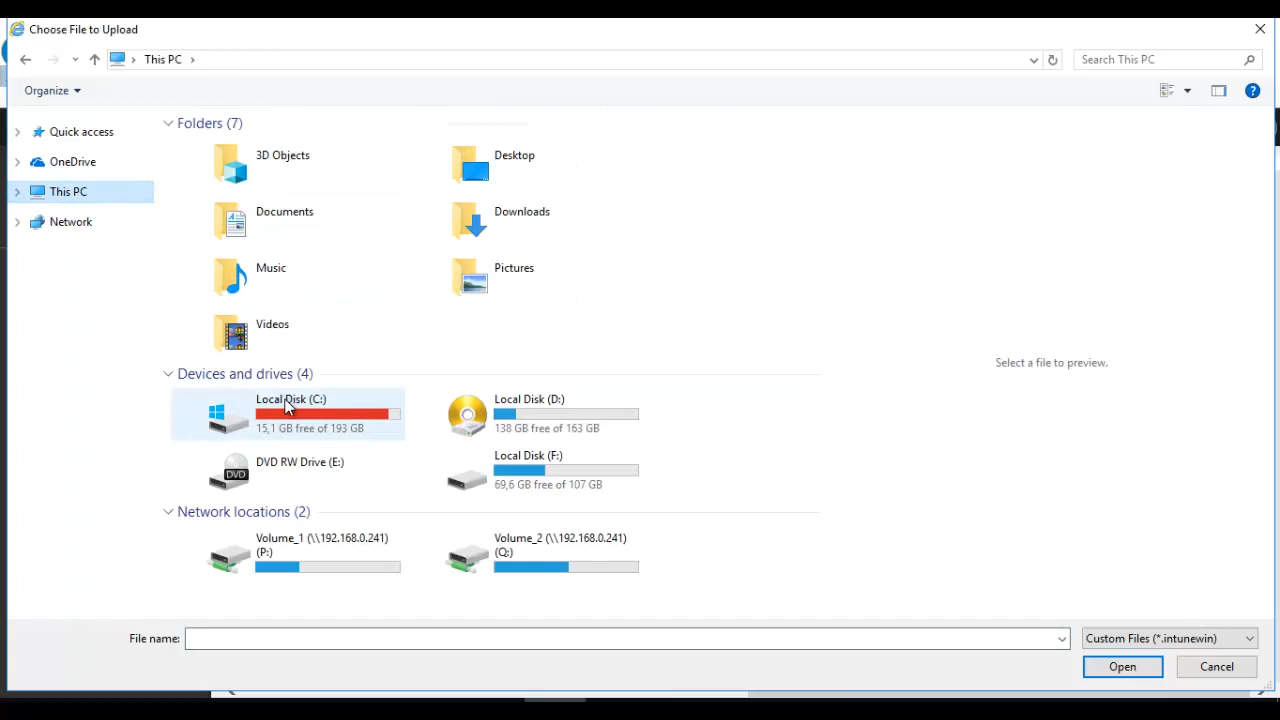 Choose File to Upload
This PC
Search This PC
Organize
Quick access
OneDrive
This PC
Network
Folders (7)
3D Objects
Desktop
Documents
Downloads
Music
Pictures
Videos
Select a file to preview.
Devices and drives (4)
Local Disk (C:)
15,1 GB free of 193 GB
Local Disk (D:)
138 GB free of 163 GB
DVD
DVD RW Drive (E:)
Local Disk (F:)
69,6 GB free of 107 GB
Network locations (2)
Volume_1 (\\192.168.0.241)
(P:)
Volume_2 (\\192.168.0.241)
(Q:)
File name:
Custom Files (*.intunewin)
Open
Cancel